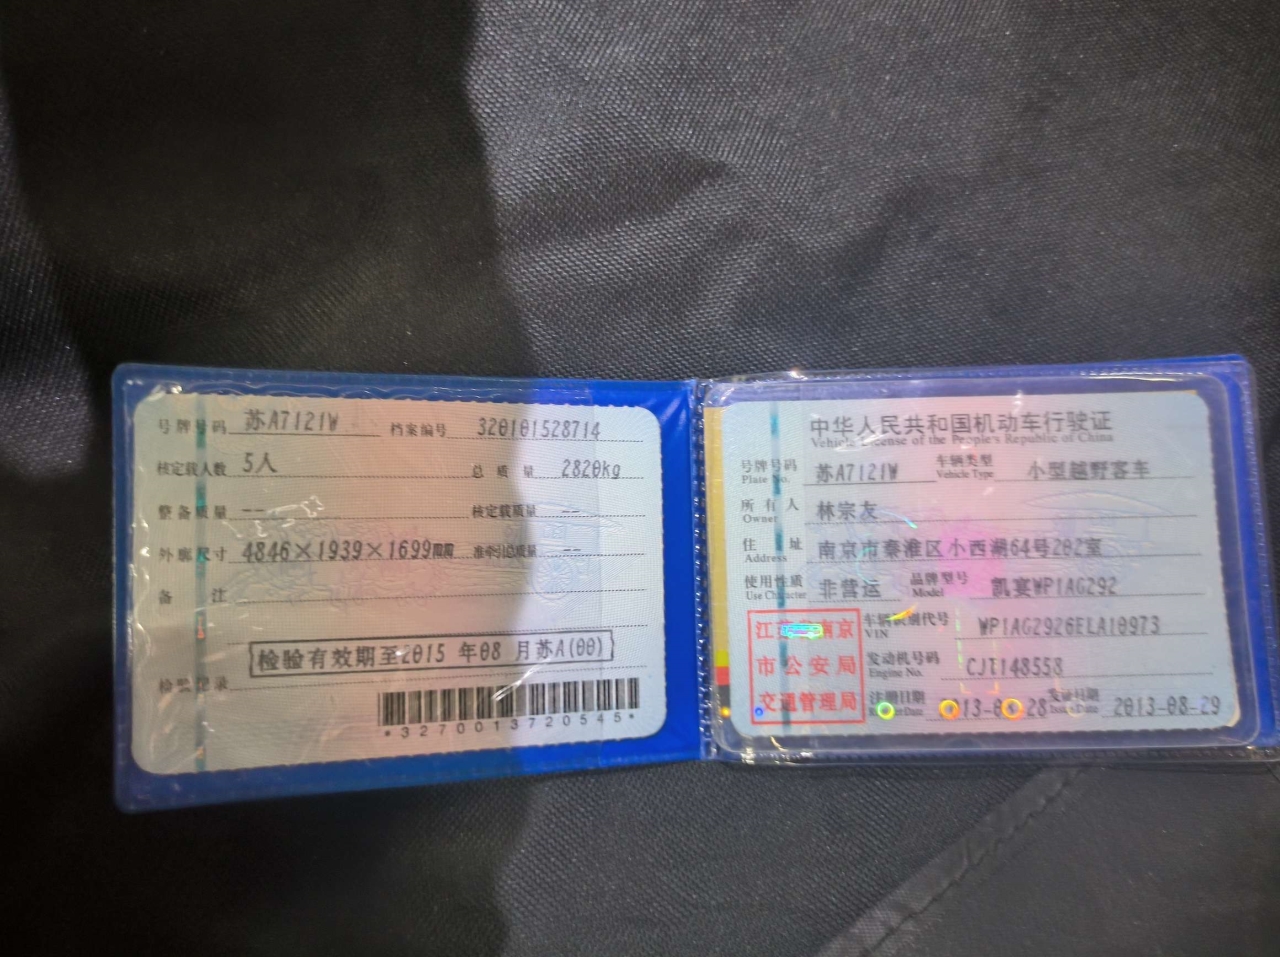 号牌号码 苏A7121W 档案编号 320101528714
核定载人数 5人 总质量 2820kg
整备质量 -- 核定载质量 --
外廓尺寸 4846×1939×1699mm 准牵引总质量 --
备注
检验有效期至2015年08月苏A(00)
检验记录
*3270013720545*
中华人民共和国机动车行驶证
Vehicle License of the People's Republic of China
号牌号码 苏A7121W 车辆类型 小型越野客车
Plate No. Vehicle Type
所有人 林宗友
Owner
住址 南京市秦淮区小西湖64号202室
Address
使用性质 非营运 品牌型号 凯宴WP1AG292
Use Character Model
江苏省南京
市公安局
交通管理局
车辆识别代号 WP1AG2926ELA10973
VIN
发动机号码 CJT148558
Engine No.
注册日期 发证日期 2013-08-29
Issue Date